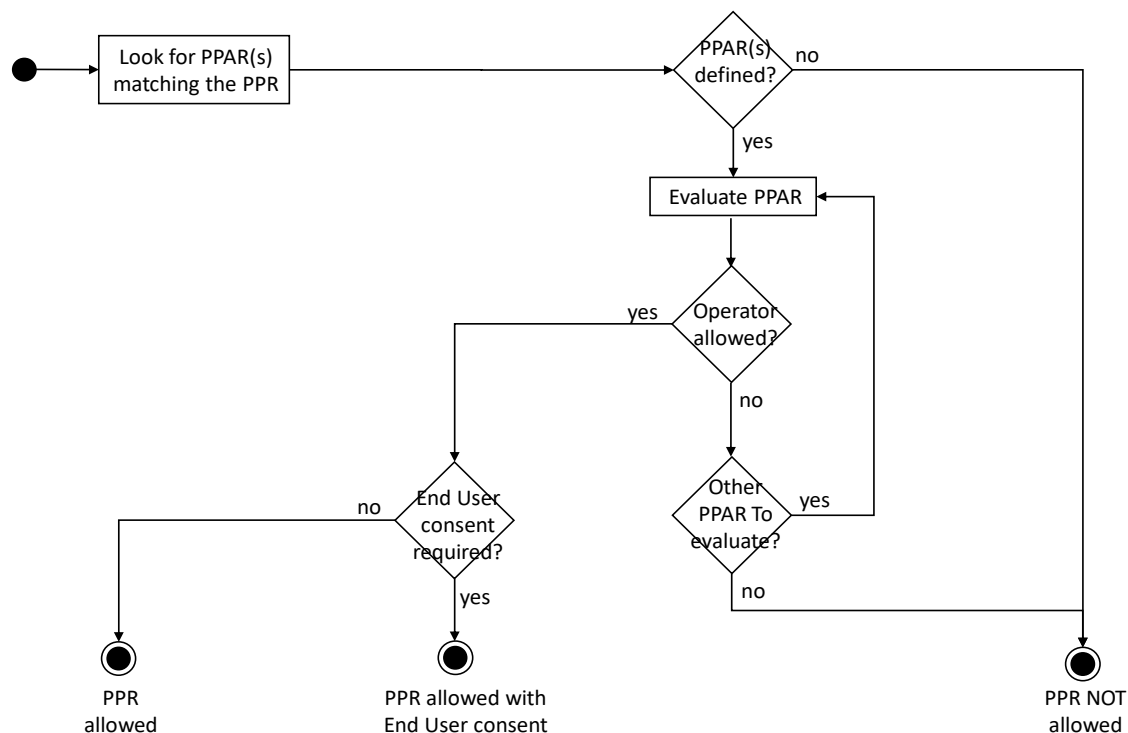 Look for PPAR(s)
matching the PPR
PPAR(s)
defined?
no
yes
Evaluate PPAR
yes
Operator
allowed?
no
Other
PPAR To
evaluate?
yes
no
no
End User
consent
required?
yes
PPR
allowed
PPR allowed with
End User consent
PPR NOT
allowed